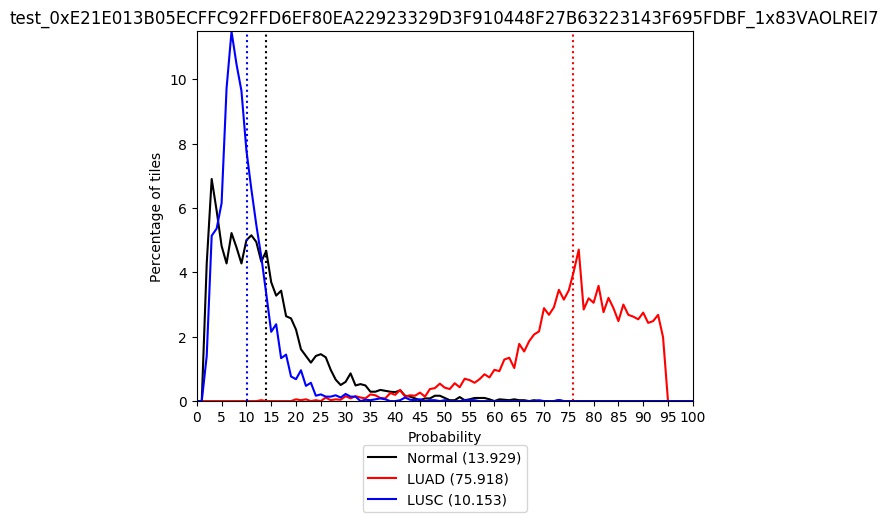 test_0xE21E013B05ECFFC92FFD6EF80EA22923329D3F910448F27B63223143F695FDBF_1x83VAOLREI7
10
8
6
4
2
0
Percentage of tiles
0 5 10 15 20 25 30 35 40 45 50 55 60 65 70 75 80 85 90 95 100
Probability
Normal (13.929)
LUAD (75.918)
LUSC (10.153)